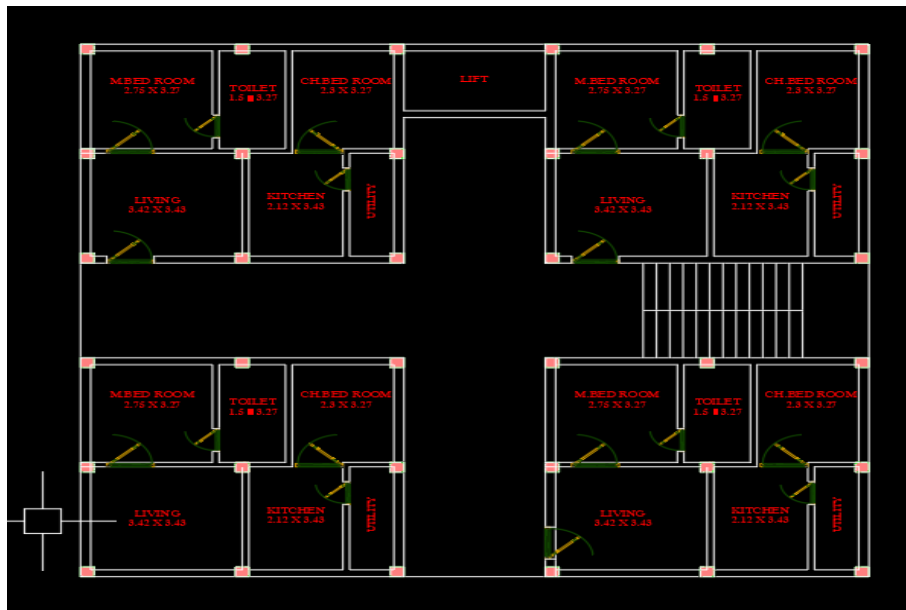 M.BED ROOM
2.75 X 3.27
TOILET
1.5 ■ 3.27
CH.BED ROOM
2.3 X 3.27
LIFT
M.BED ROOM
2.75 X 3.27
TOILET
1.5 ■ 3.27
CH.BED ROOM
2.3 X 3.27
LIVING
3.42 X 3.43
KITCHEN
2.12 X 3.43
UTILITY
LIVING
3.42 X 3.43
KITCHEN
2.12 X 3.43
UTILITY
M.BED ROOM
2.75 X 3.27
TOILET
1.5 ■ 3.27
CH.BED ROOM
2.3 X 3.27
M.BED ROOM
2.75 X 3.27
TOILET
1.5 ■ 3.27
CH.BED ROOM
2.3 X 3.27
LIVING
3.42 X 3.43
KITCHEN
2.12 X 3.43
UTILITY
LIVING
3.42 X 3.43
KITCHEN
2.12 X 3.43
UTILITY